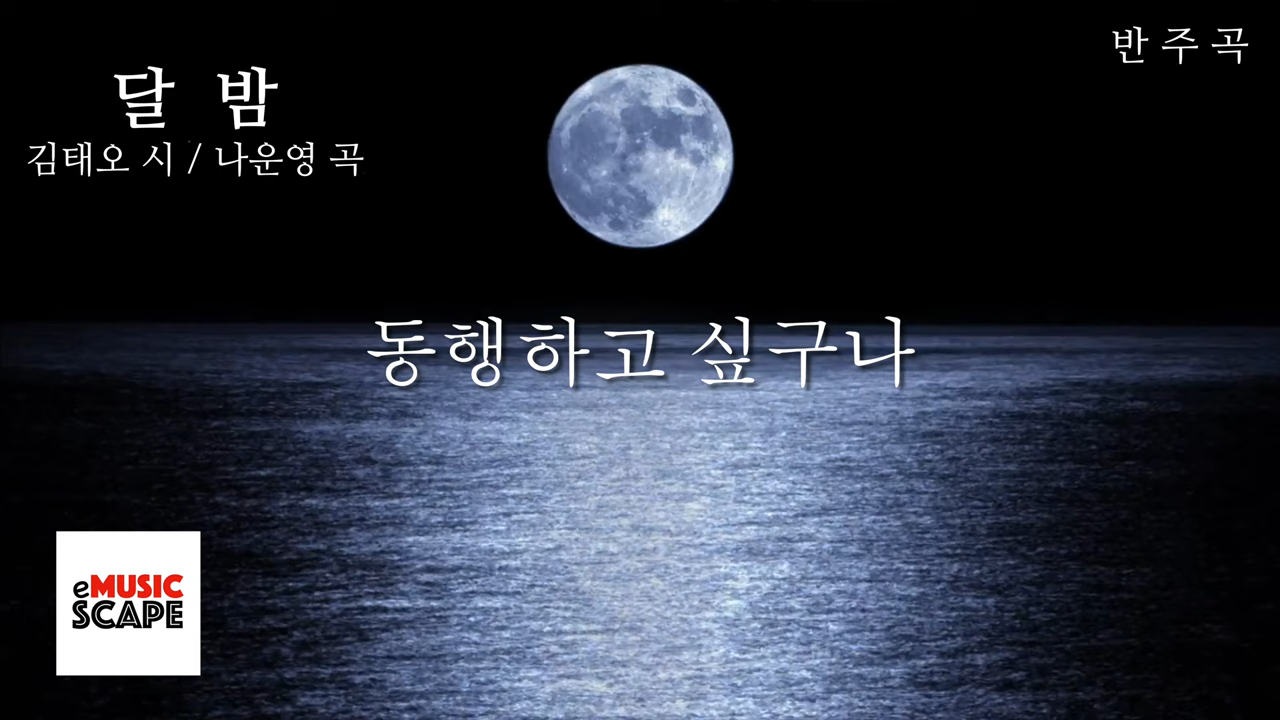 반 주 곡
달 밤
김태오 시 / 나운영 곡
동행하고 싶구나
eMUSIC
SCAPE